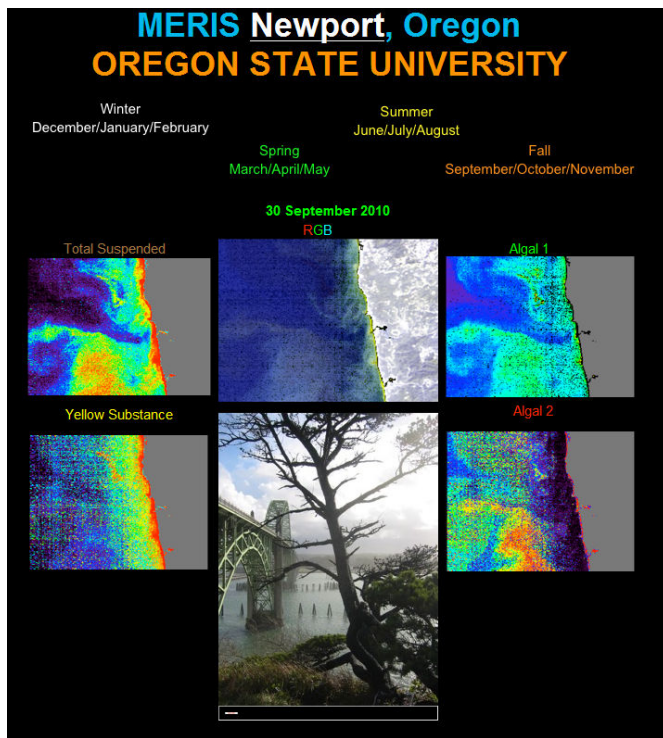 MERIS Newport, Oregon
OREGON STATE UNIVERSITY
Winter
December/January/February
Summer
June/July/August
Spring
March/April/May
Fall
September/October/November
30 September 2010
RGB
Total Suspended
Algal 1
Yellow Substance
Algal 2